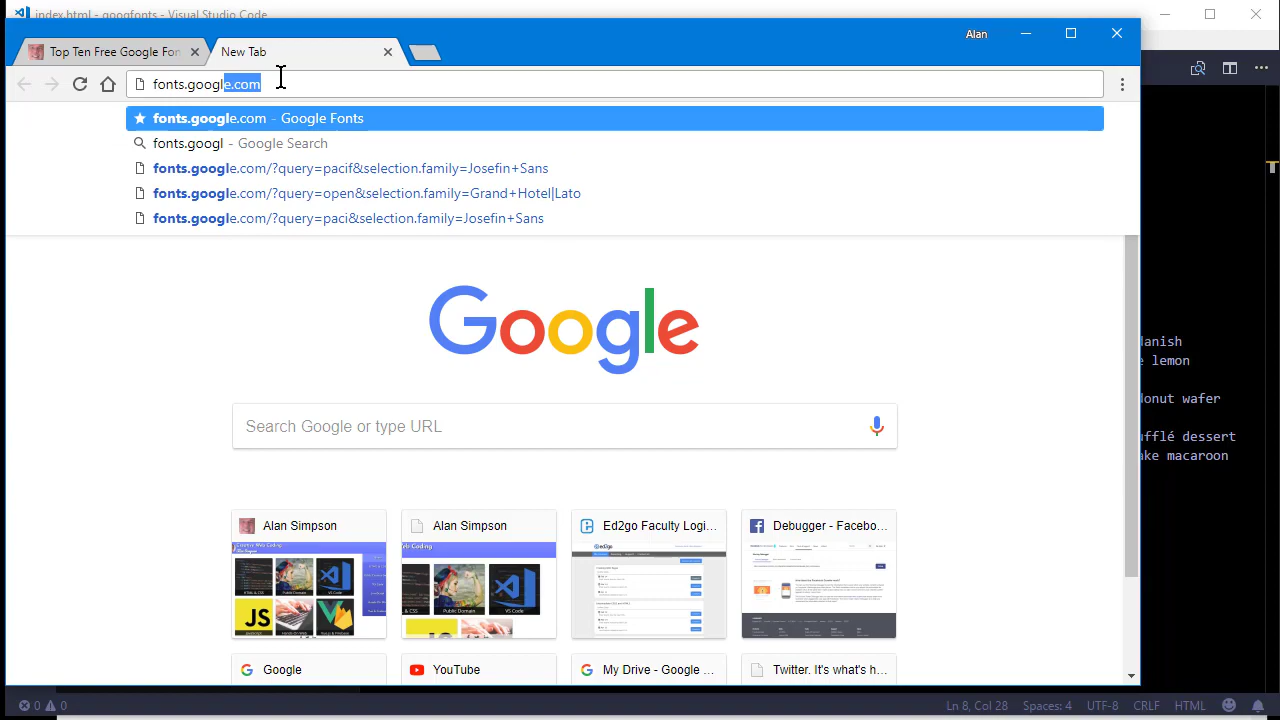 index.html - googfonts - Visual Studio Code
Alan
Top Ten Free Google Fon
New Tab
fonts.google.com
fonts.google.com - Google Fonts
fonts.googl - Google Search
fonts.google.com/?query=pacif&selection.family=Josefin+Sans
fonts.google.com/?query=open&selection.family=Grand+Hotel|Lato
fonts.google.com/?query=paci&selection.family=Josefin+Sans
Google
danish
lemon
donut wafer
ufflé dessert
ake macaroon
Search Google or type URL
Alan Simpson
Alan Simpson
Ed2go Faculty Logi...
Debugger - Facebo...
JS
Google
YouTube
My Drive - Google ...
Twitter. It's what's h...
0 0
Ln 8, Col 28 Spaces: 4 UTF-8 CRLF HTML